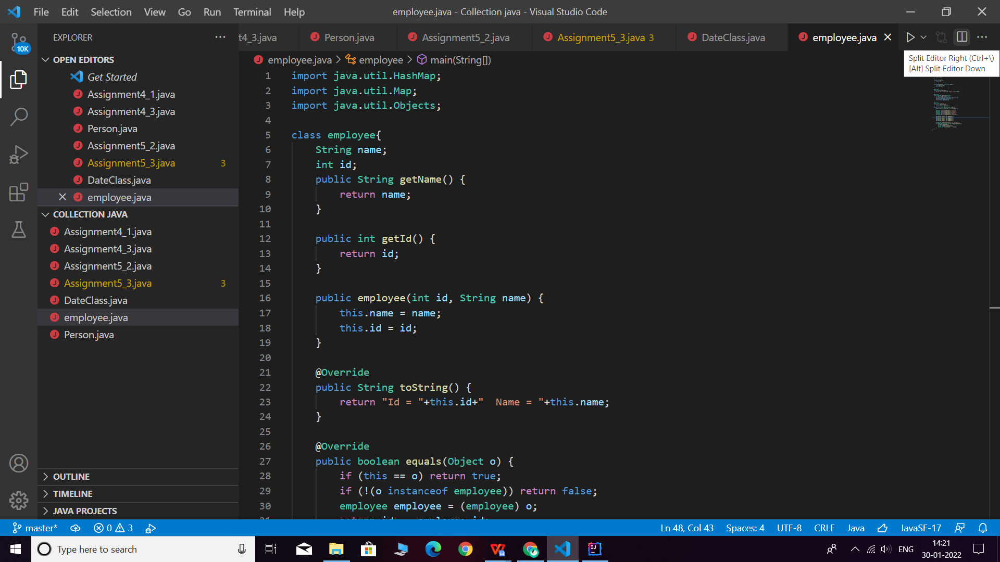 File Edit Selection View Go Run Terminal Help
employee.java - Collection java - Visual Studio Code
10K
EXPLORER
OPEN EDITORS
Get Started
Assignment4_1.java
Assignment4_3.java
Person.java
Assignment5_2.java
Assignment5_3.java 3
DateClass.java
employee.java
COLLECTION JAVA
Assignment4_1.java
Assignment4_3.java
Assignment5_2.java
Assignment5_3.java 3
DateClass.java
employee.java
Person.java
OUTLINE
TIMELINE
JAVA PROJECTS
t4_3.java Person.java Assignment5_2.java Assignment5_3.java 3 DateClass.java employee.java
Split Editor Right (Ctrl+\)
[Alt] Split Editor Down
employee.java > employee > main(String[])
1 import java.util.HashMap;
2 import java.util.Map;
3 import java.util.Objects;
4
5 class employee{
6 String name;
7 int id;
8 public String getName() {
9 return name;
10 }
11
12 public int getId() {
13 return id;
14 }
15
16 public employee(int id, String name) {
17 this.name = name;
18 this.id = id;
19 }
20
21 @Override
22 public String toString() {
23 return "Id = "+this.id+"  Name = "+this.name;
24 }
25
26 @Override
27 public boolean equals(Object o) {
28 if (this == o) return true;
29 if (!(o instanceof employee)) return false;
30 employee employee = (employee) o;
master* 0 3 Ln 48, Col 43 Spaces: 4 UTF-8 CRLF Java JavaSE-17
Type here to search
ENG
14:21
30-01-2022